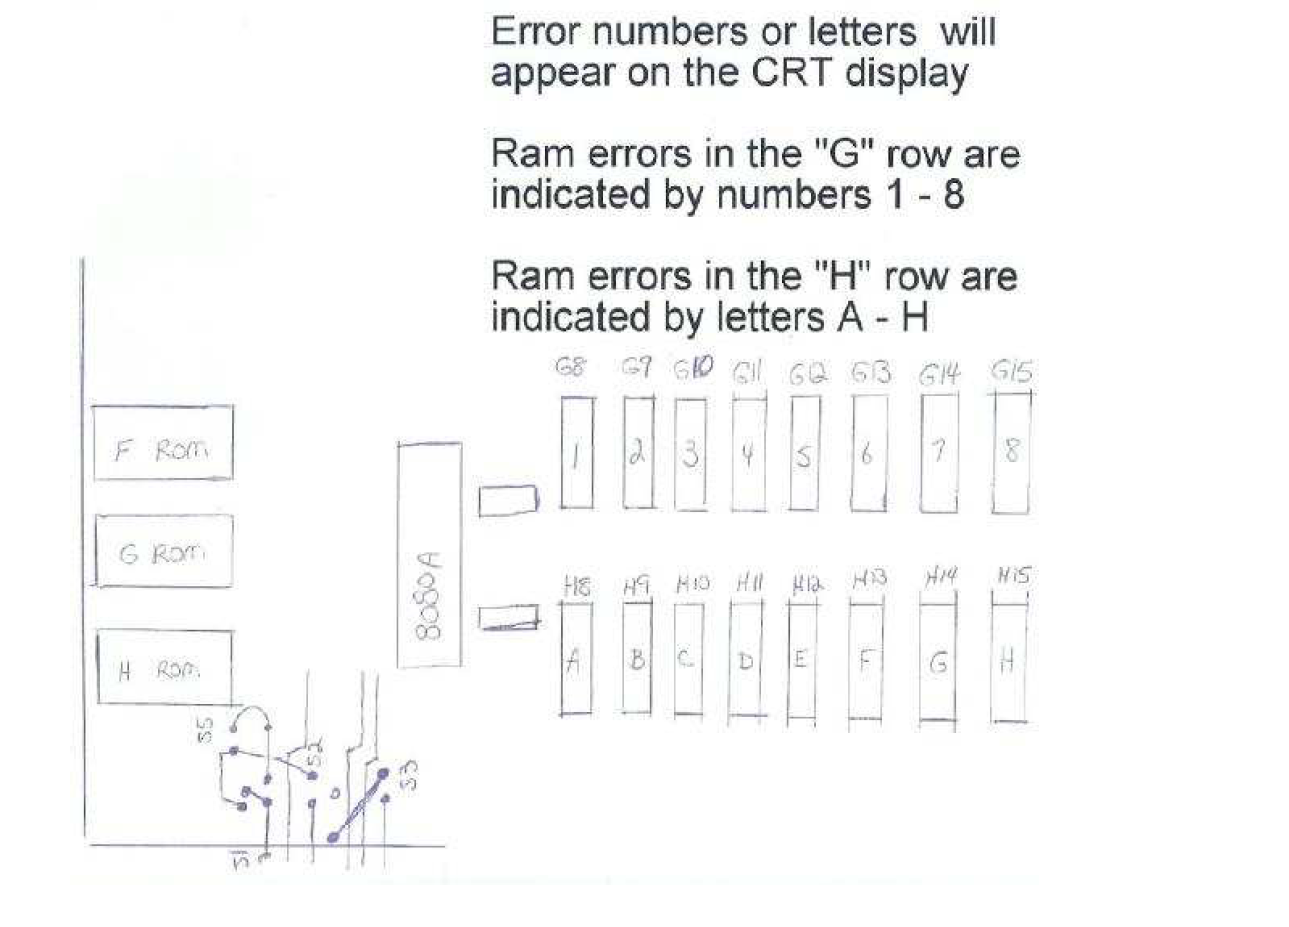 Error numbers or letters will
appear on the CRT display
Ram errors in the "G" row are
indicated by numbers 1 - 8
Ram errors in the "H" row are
indicated by letters A - H
G8 G9 G10 G11 G12 G13 G14 G15
1 2 3 4 5 6 7 8
F ROM
G ROM
H ROM
8080A
H8 H9 H10 H11 H12 H13 H14 H15
A B C D E F G H
S5
S2
S3
S1